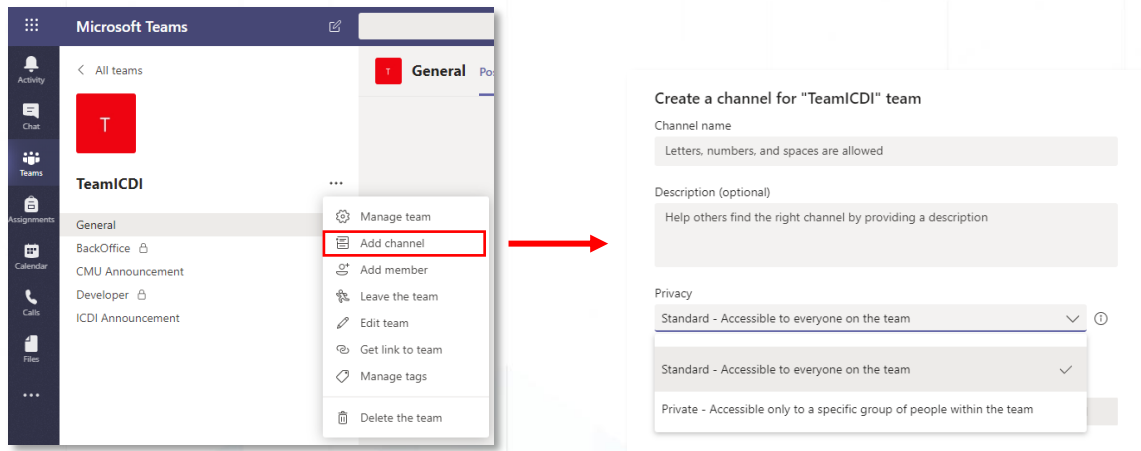 Microsoft Teams
Activity
Chat
Teams
Assignments
Calendar
Calls
Files
All teams
T
TeamICDI
General
BackOffice
CMU Announcement
Developer
ICDI Announcement
T
General
Manage team
Add channel
Add member
Leave the team
Edit team
Get link to team
Manage tags
Delete the team
Create a channel for "TeamICDI" team
Channel name
Letters, numbers, and spaces are allowed
Description (optional)
Help others find the right channel by providing a description
Privacy
Standard - Accessible to everyone on the team
Standard - Accessible to everyone on the team
Private - Accessible only to a specific group of people within the team